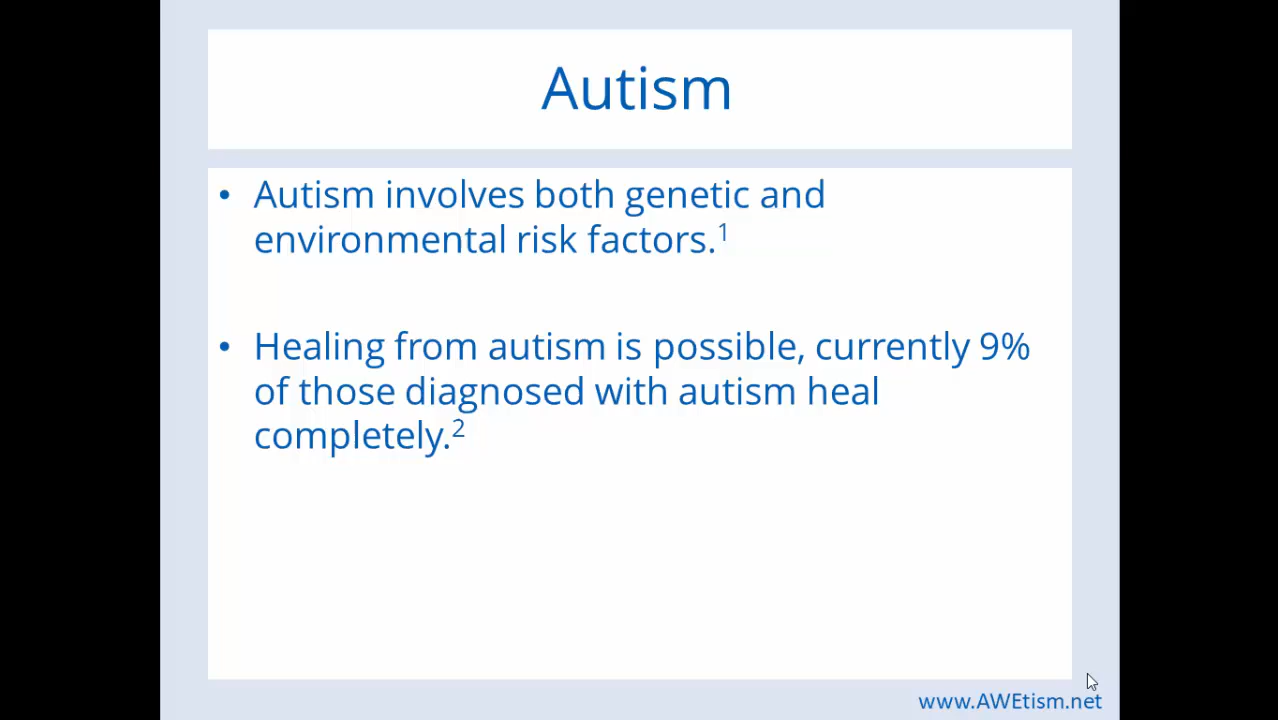 Autism
• Autism involves both genetic and
environmental risk factors.¹
• Healing from autism is possible, currently 9%
of those diagnosed with autism heal
completely.²
www.AWEtism.net